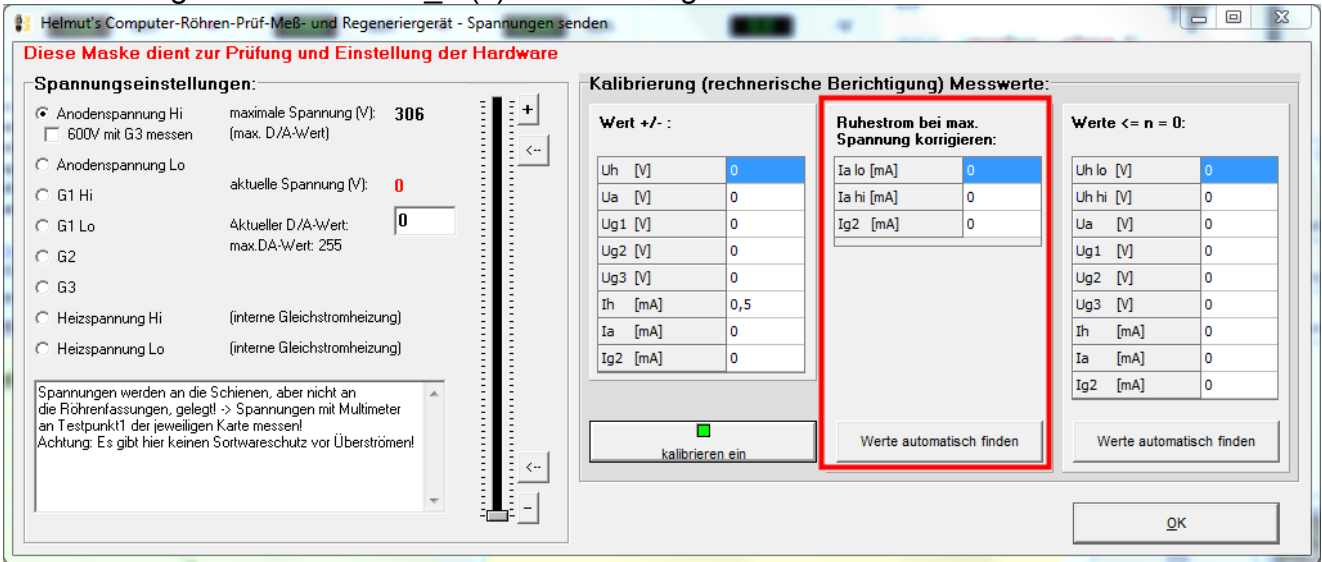 Helmut's Computer-Röhren-Prüf-Meß- und Regeneriergerät - Spannungen senden
Diese Maske dient zur Prüfung und Einstellung der Hardware
Spannungseinstellungen:
Anodenspannung Hi maximale Spannung (V): 306
600V mit G3 messen (max. D/A-Wert)
Anodenspannung Lo
aktuelle Spannung (V): 0
G1 Hi
G1 Lo Aktueller D/A-Wert: 0
max.DA-Wert: 255
G2
G3
Heizspannung Hi (interne Gleichstromheizung)
Heizspannung Lo (interne Gleichstromheizung)
Spannungen werden an die Schienen, aber nicht an
die Röhrenfassungen, gelegt! -> Spannungen mit Multimeter
an Testpunkt1 der jeweiligen Karte messen!
Achtung: Es gibt hier keinen Sortwareschutz vor Überströmen!
+
<--
<--
-
Kalibrierung (rechnerische Berichtigung) Messwerte:
Wert +/- :
Uh [V] 0
Ua [V] 0
Ug1 [V] 0
Ug2 [V] 0
Ug3 [V] 0
Ih [mA] 0,5
Ia [mA] 0
Ig2 [mA] 0
kalibrieren ein
Ruhestrom bei max.
Spannung korrigieren:
Ia lo [mA] 0
Ia hi [mA] 0
Ig2 [mA] 0
Werte automatisch finden
Werte <= n = 0:
Uh lo [V] 0
Uh hi [V] 0
Ua [V] 0
Ug1 [V] 0
Ug2 [V] 0
Ug3 [V] 0
Ih [mA] 0
Ia [mA] 0
Ig2 [mA] 0
Werte automatisch finden
OK